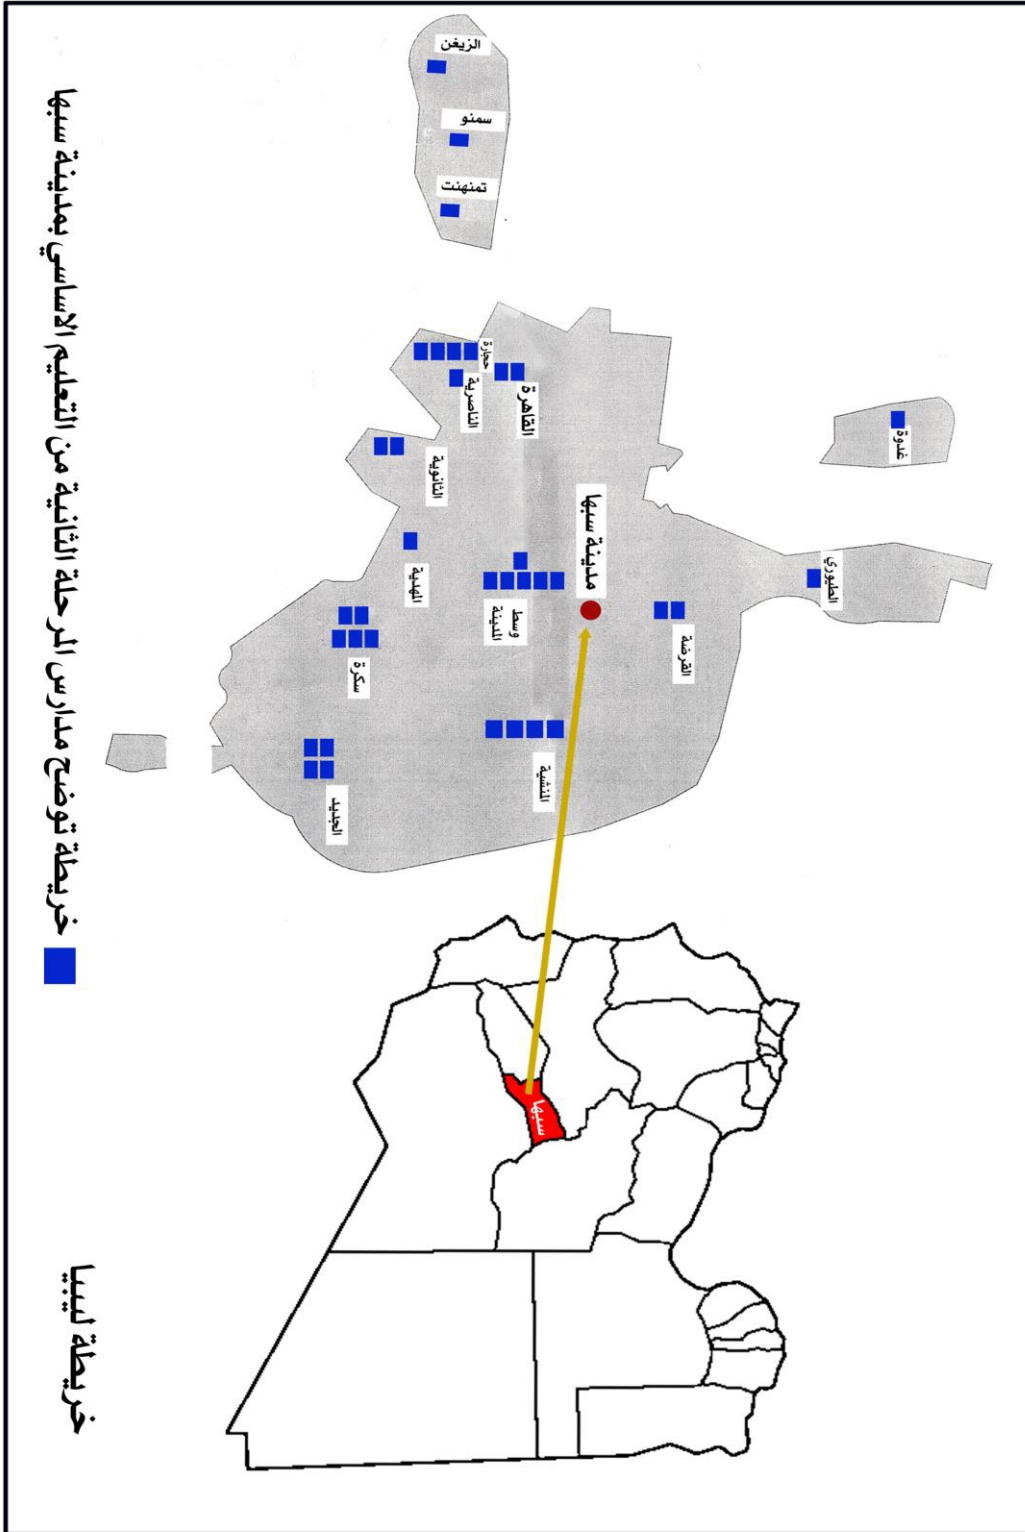 الزيغن
سمنو
تمنهنت
حجارة
الناصرية
القاهرة
الثانوية
غدوة
مدينة سبها
الطيوري
القرضة
المهدية
وسط
المدينة
سكرة
المنشية
الجديد
سبها
خريطة توضح مدارس المرحلة الثانية من التعليم الاساسي بمدينة سبها
خريطة ليبيا